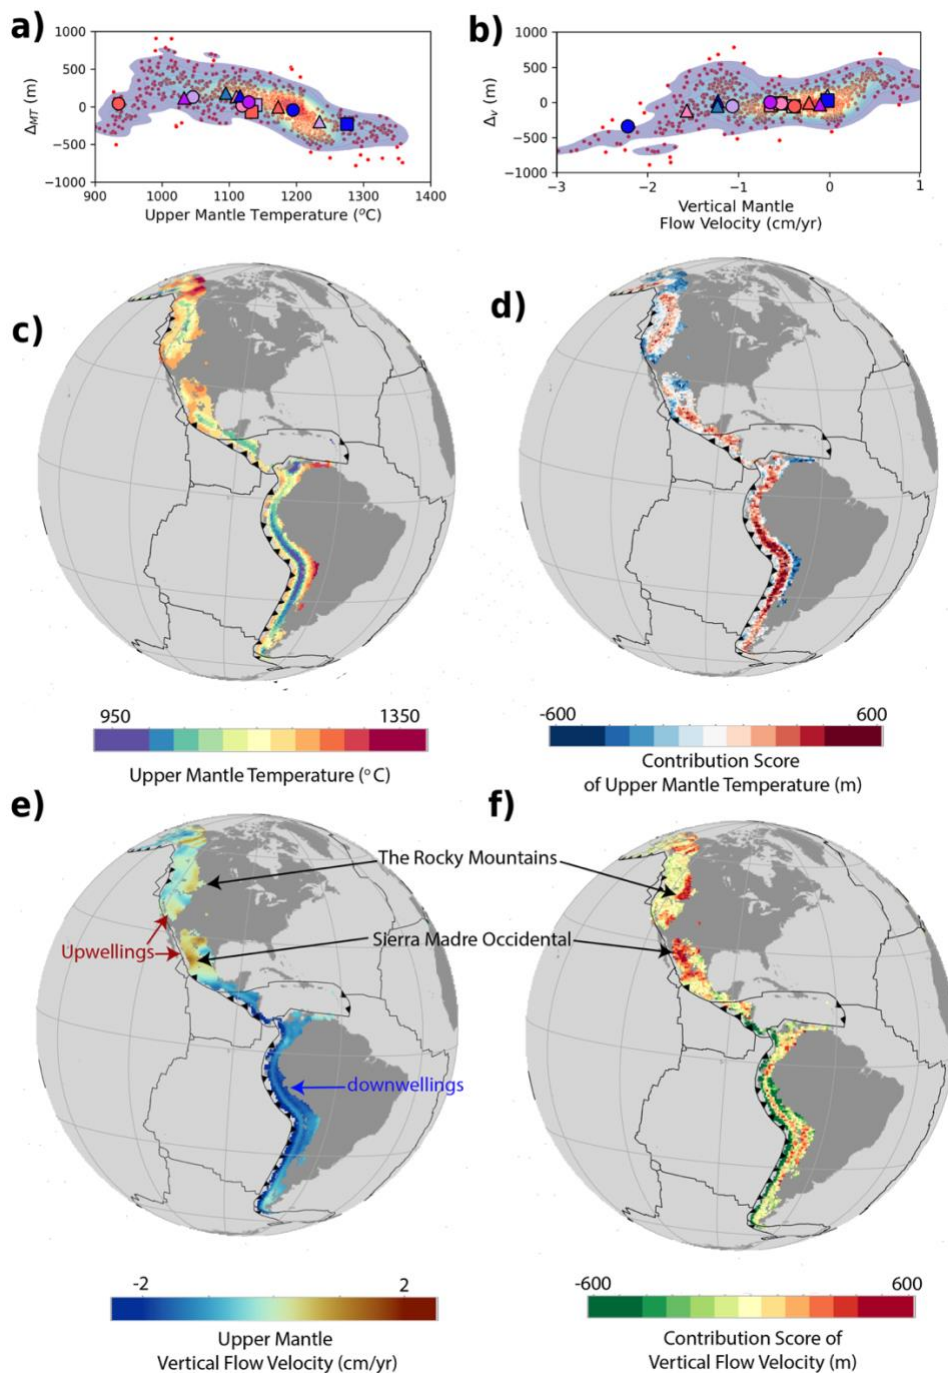 a)
b)
1000
500
0
−500
−1000
Δ_MT (m)
900 1000 1100 1200 1300 1400
Upper Mantle Temperature (°C)
1000
500
0
−500
−1000
Δ_v (m)
−3 −2 −1 0 1
Vertical Mantle
Flow Velocity (cm/yr)
c)
d)
950 1350
Upper Mantle Temperature (°C)
-600 600
Contribution Score
of Upper Mantle Temperature (m)
e)
f)
The Rocky Mountains
Upwellings
Sierra Madre Occidental
downwellings
-2 2
Upper Mantle
Vertical Flow Velocity (cm/yr)
-600 600
Contribution Score of
Vertical Flow Velocity (m)